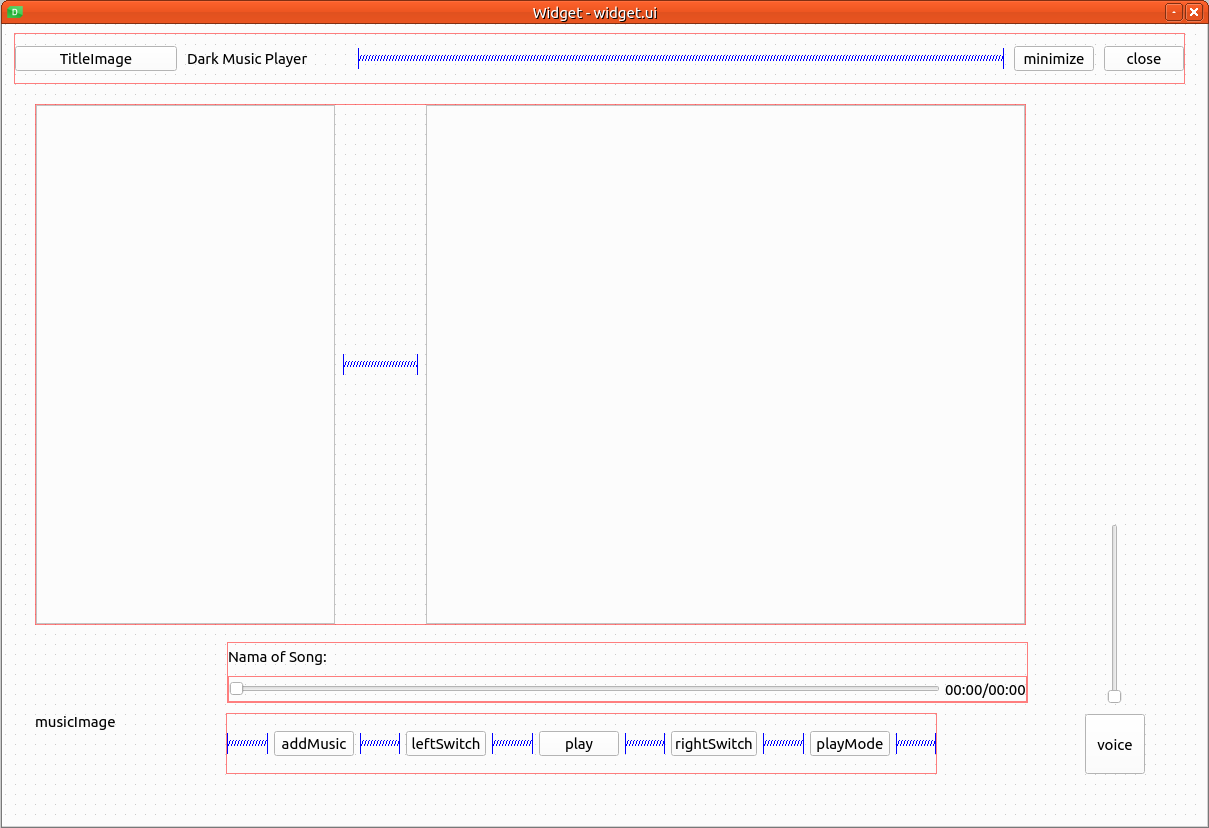 Widget - widget.ui
TitleImage Dark Music Player minimize close
Nama of Song:
00:00/00:00
musicImage
addMusic leftSwitch play rightSwitch playMode voice